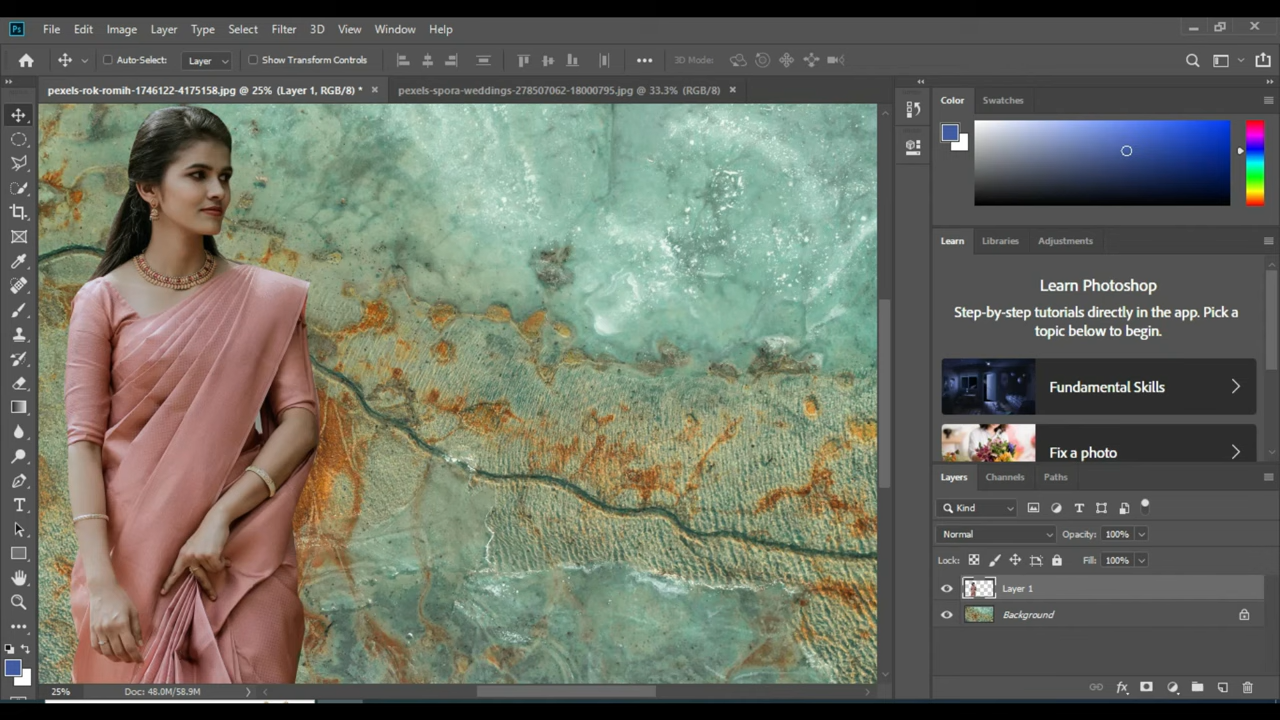 Ps File Edit Image Layer Type Select Filter 3D View Window Help
Auto-Select: Layer Show Transform Controls 3D Mode:
pexels-rok-romih-1746122-4175158.jpg @ 25% (Layer 1, RGB/8) * pexels-spora-weddings-278507062-18000795.jpg @ 33.3% (RGB/8)
Color Swatches
Learn Libraries Adjustments
Learn Photoshop
Step-by-step tutorials directly in the app. Pick a
topic below to begin.
Fundamental Skills
Fix a photo
Layers Channels Paths
Kind
Normal Opacity: 100%
Lock: Fill: 100%
Layer 1
Background
25% Doc: 48.0M/58.9M